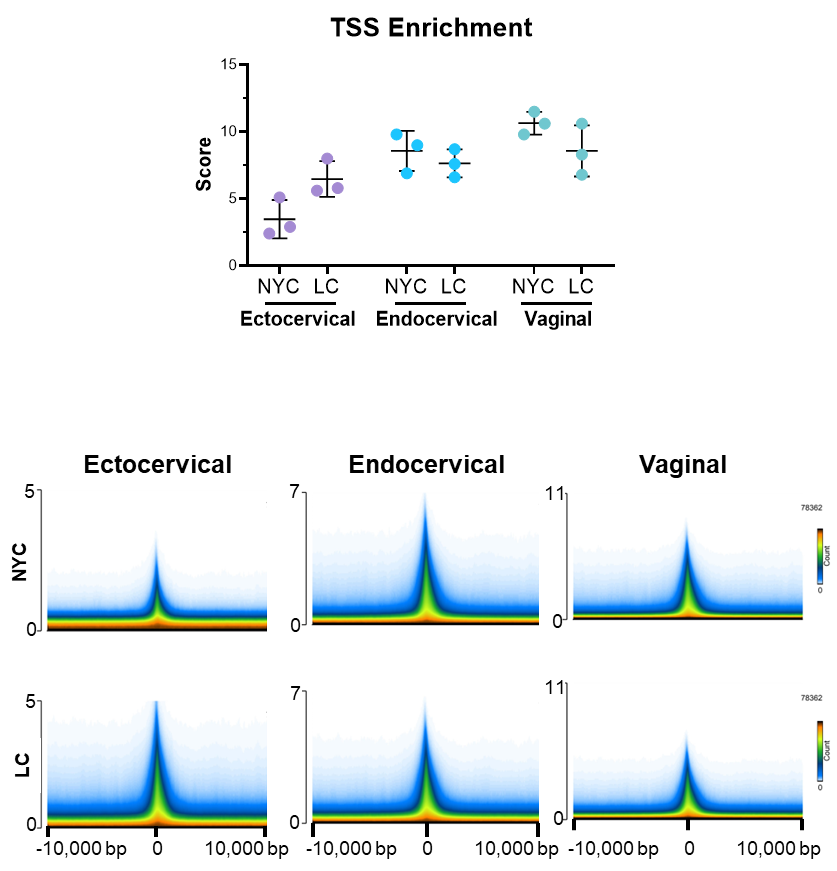 TSS Enrichment
15
10
5
0
Score
NYC LC NYC LC NYC LC
Ectocervical Endocervical Vaginal
Ectocervical Endocervical Vaginal
NYC
5
0
7
0
11
0
78362
Count
0
LC
5
0
7
0
11
0
78362
Count
0
-10,000 bp 0 10,000 bp -10,000 bp 0 10,000 bp -10,000 bp 0 10,000 bp